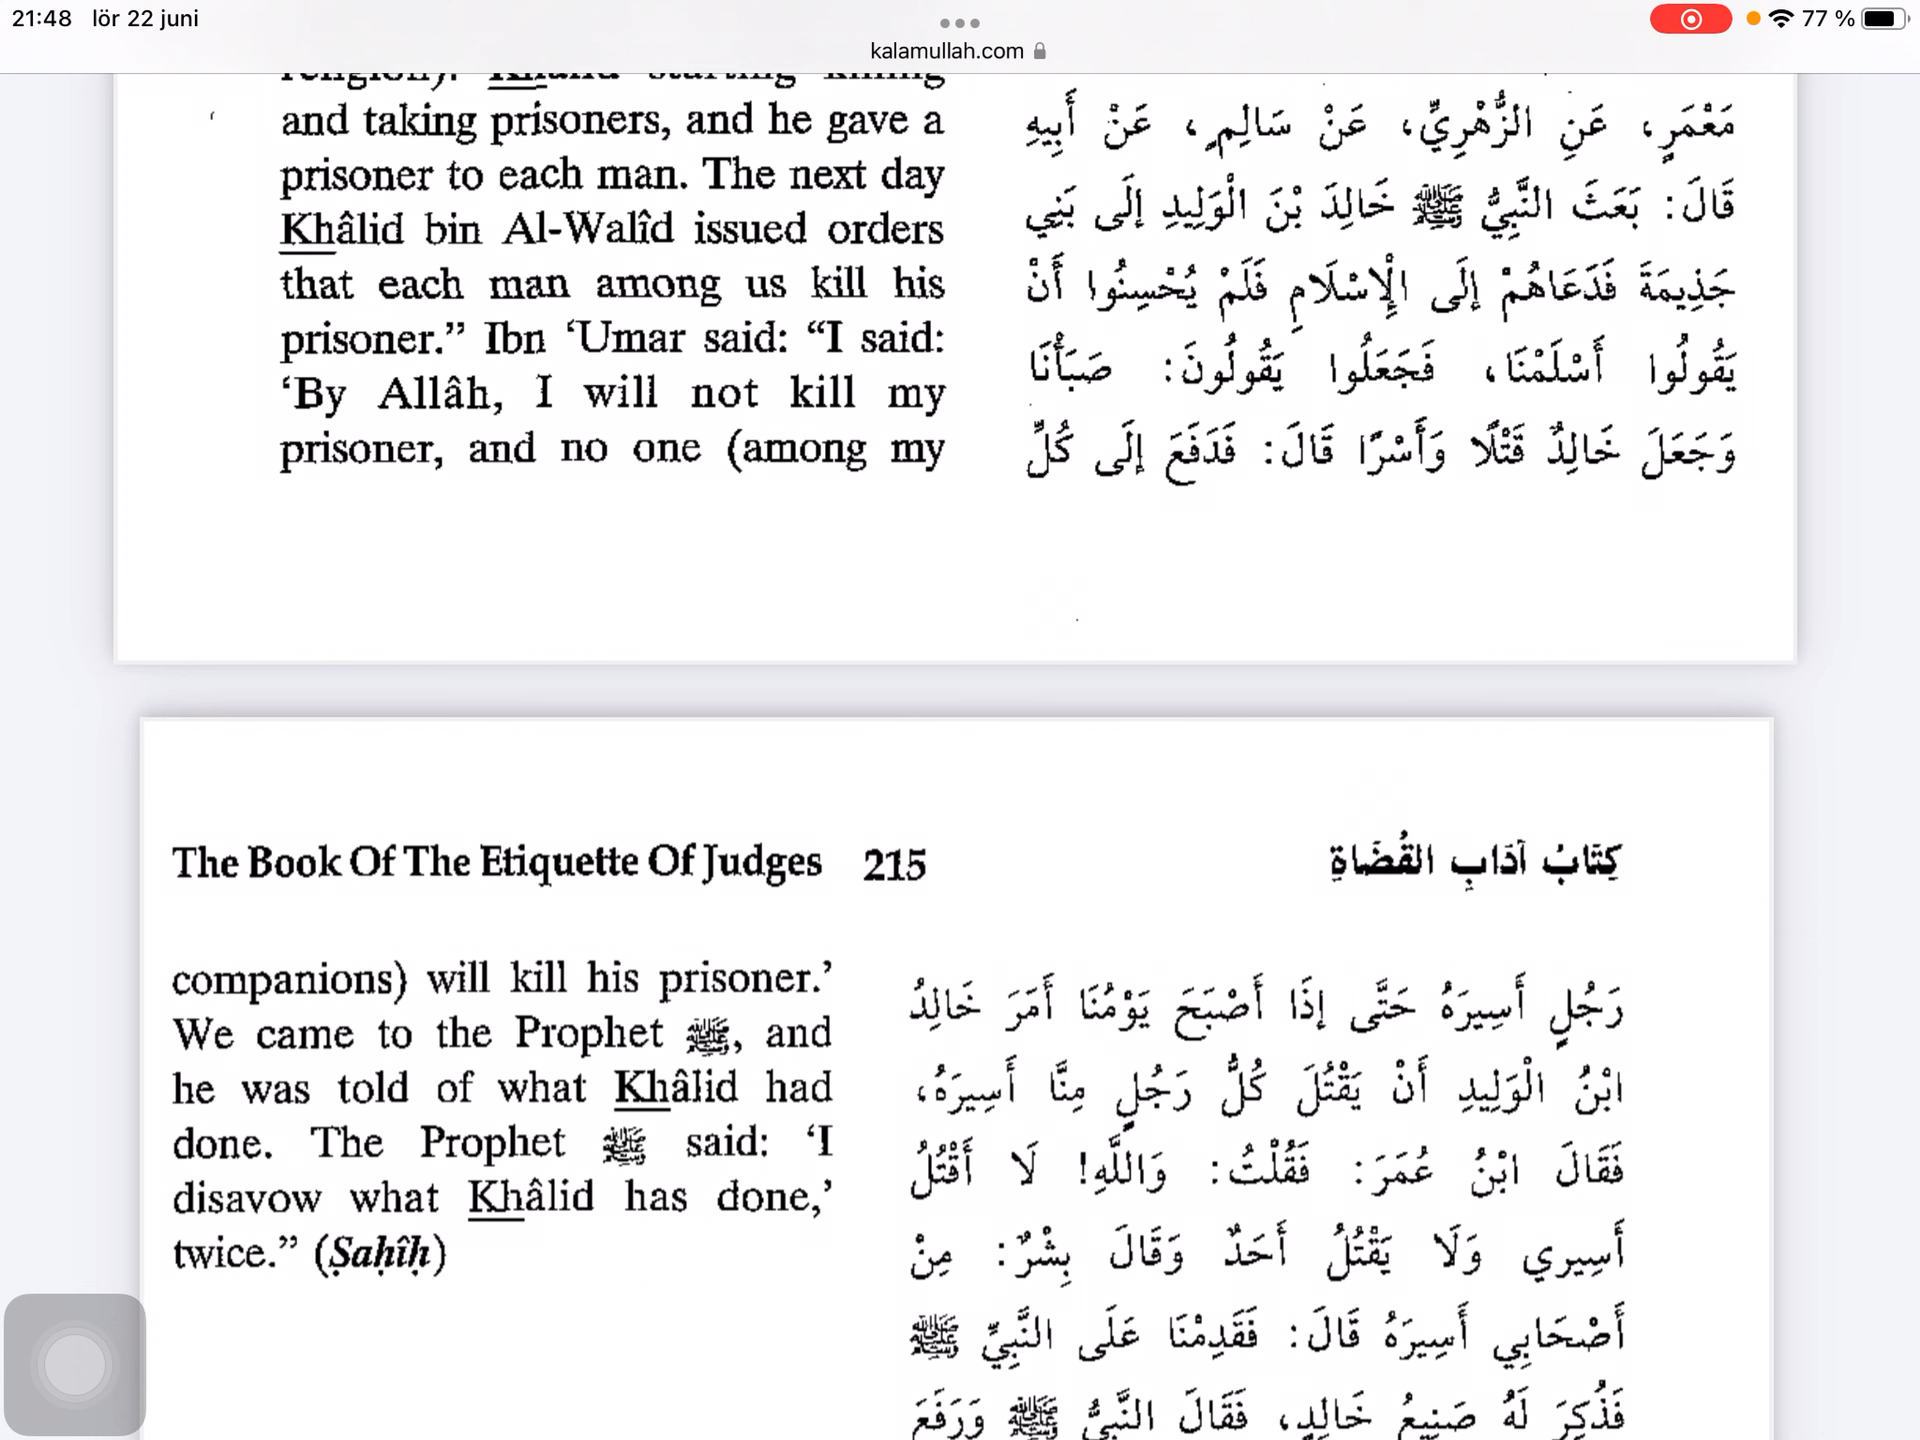 21:48 lör 22 juni
77 %
kalamullah.com
religion). Khâlid starting killing
and taking prisoners, and he gave a
prisoner to each man. The next day
Khâlid bin Al-Walîd issued orders
that each man among us kill his
prisoner.” Ibn ‘Umar said: “I said:
‘By Allâh, I will not kill my
prisoner, and no one (among my
مَعْمَرٍ، عَنِ الزُّهْرِيِّ، عَنْ سَالِمٍ، عَنْ أَبِيهِ
قَالَ: بَعَثَ النَّبِيُّ ﷺ خَالِدَ بْنَ الْوَلِيدِ إِلَى بَنِي
جَذِيمَةَ فَدَعَاهُمْ إِلَى الْإِسْلَامِ فَلَمْ يُحْسِنُوا أَنْ
يَقُولُوا أَسْلَمْنَا، فَجَعَلُوا يَقُولُونَ: صَبَأْنَا
وَجَعَلَ خَالِدٌ قَتْلًا وَأَسْرًا قَالَ: فَدَفَعَ إِلَى كُلِّ
The Book Of The Etiquette Of Judges 215
كِتَابُ آدَابِ القُضَاةِ
companions) will kill his prisoner.’
We came to the Prophet ﷺ, and
he was told of what Khâlid had
done. The Prophet ﷺ said: ‘I
disavow what Khâlid has done,’
twice.” (Ṣaḥîḥ)
رَجُلٍ أَسِيرَهُ حَتَّى إِذَا أَصْبَحَ يَوْمُنَا أَمَرَ خَالِدُ
ابْنُ الْوَلِيدِ أَنْ يَقْتُلَ كُلُّ رَجُلٍ مِنَّا أَسِيرَهُ،
فَقَالَ ابْنُ عُمَرَ: فَقُلْتُ: وَاللَّهِ! لَا أَقْتُلُ
أَسِيرِي وَلَا يَقْتُلُ أَحَدٌ وَقَالَ بِشْرٌ: مِنْ
أَصْحَابِي أَسِيرَهُ قَالَ: فَقَدِمْنَا عَلَى النَّبِيِّ ﷺ
فَذُكِرَ لَهُ صَنِيعُ خَالِدٍ، فَقَالَ النَّبِيُّ ﷺ وَرَفَعَ